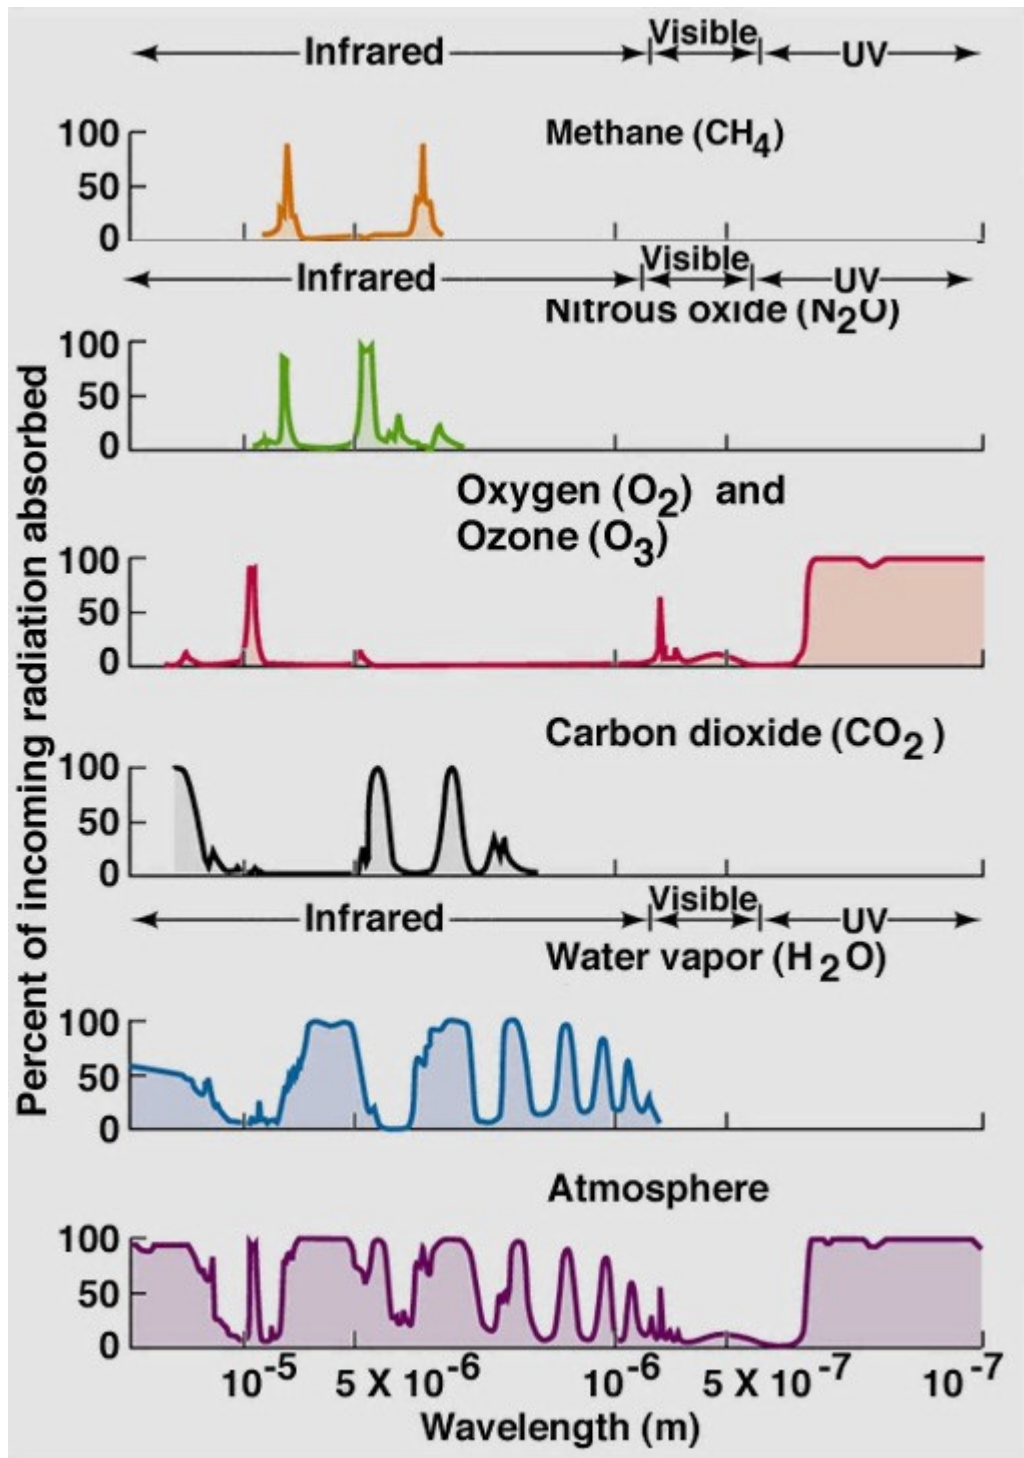 Infrared Visible UV
Methane (CH4)
100
50
0
Infrared Visible UV
Nitrous oxide (N2O)
100
50
0
Oxygen (O2) and
Ozone (O3)
100
50
0
Carbon dioxide (CO2)
100
50
0
Infrared Visible UV
Water vapor (H2O)
100
50
0
Atmosphere
100
50
0
10-5 5 X 10-6 10-6 5 X 10-7 10-7
Wavelength (m)
Percent of incoming radiation absorbed